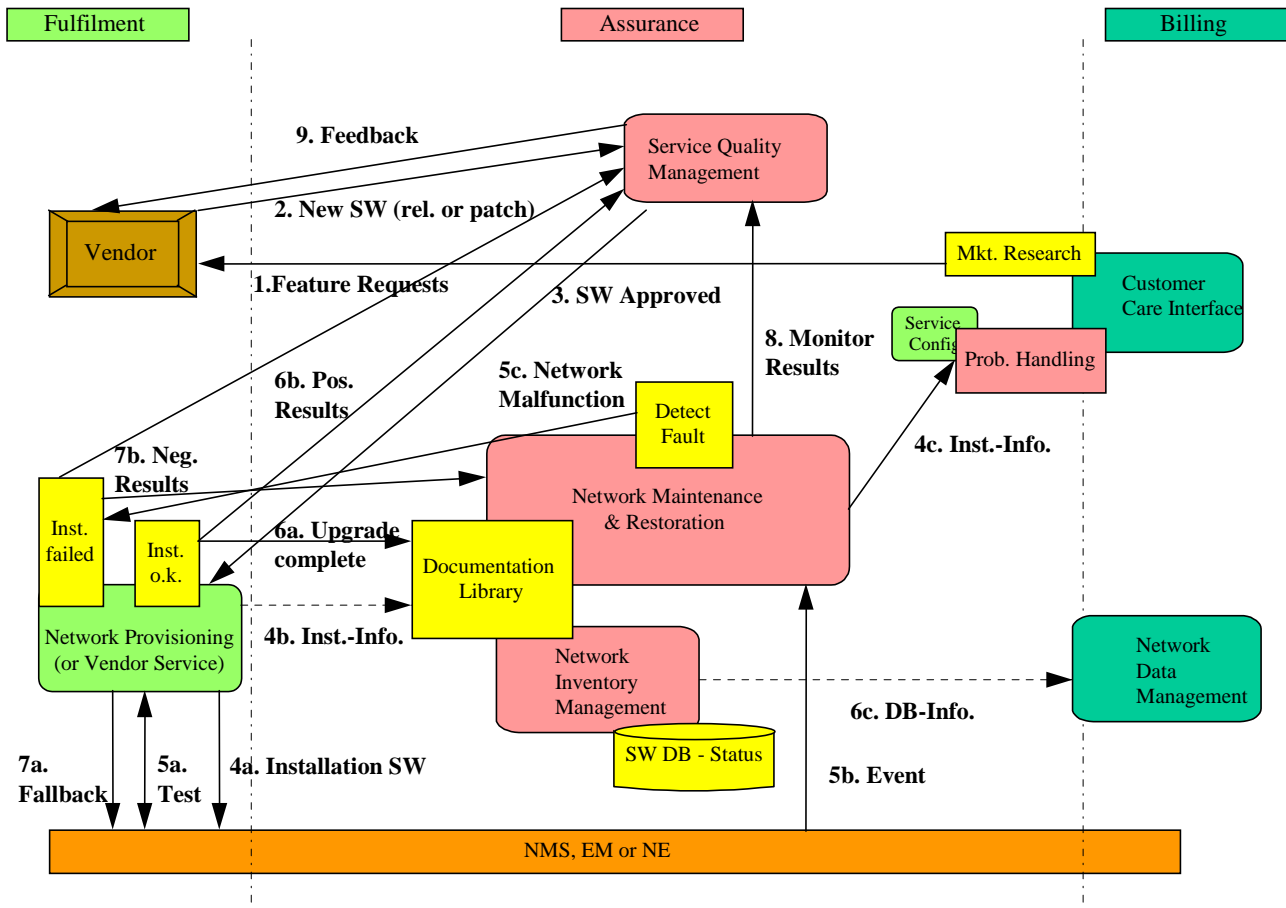 Fulfilment
Assurance
Billing
9. Feedback
Service Quality
Management
2. New SW (rel. or patch)
Vendor
Mkt. Research
1.Feature Requests
3. SW Approved
Customer
Care Interface
Service
Config
Prob. Handling
8. Monitor
Results
6b. Pos.
Results
5c. Network
Malfunction
Detect
Fault
4c. Inst.-Info.
7b. Neg.
Results
Network Maintenance
& Restoration
Inst.
failed
Inst.
o.k.
6a. Upgrade
complete
Documentation
Library
Network Provisioning
(or Vendor Service)
4b. Inst.-Info.
Network
Inventory
Management
Network
Data
Management
6c. DB-Info.
SW DB - Status
7a.
Fallback
5a.
Test
4a. Installation SW
5b. Event
NMS, EM or NE